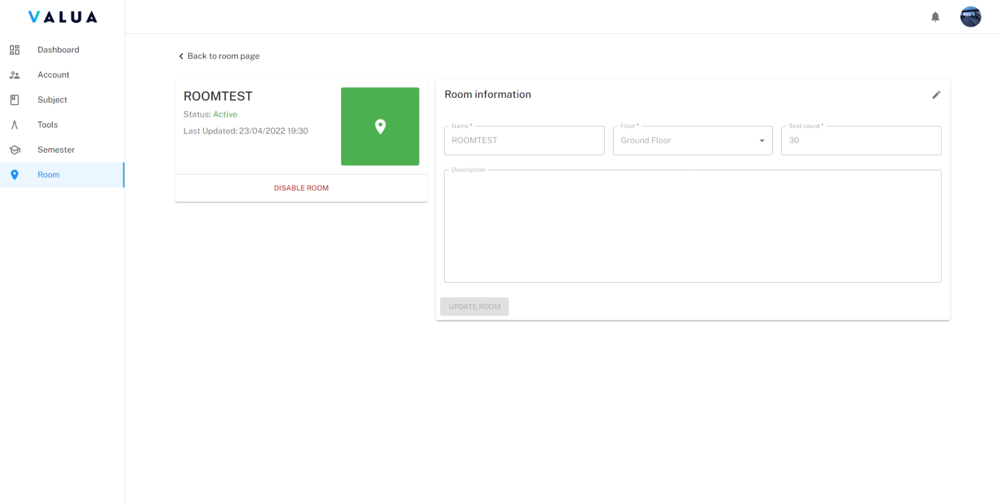 VALUA
Dashboard
Account
Subject
Tools
Semester
Room
Back to room page
ROOMTEST
Status: Active
Last Updated: 23/04/2022 19:30
DISABLE ROOM
Room information
Name *
ROOMTEST
Floor *
Ground Floor
Seat count *
30
Description
UPDATE ROOM